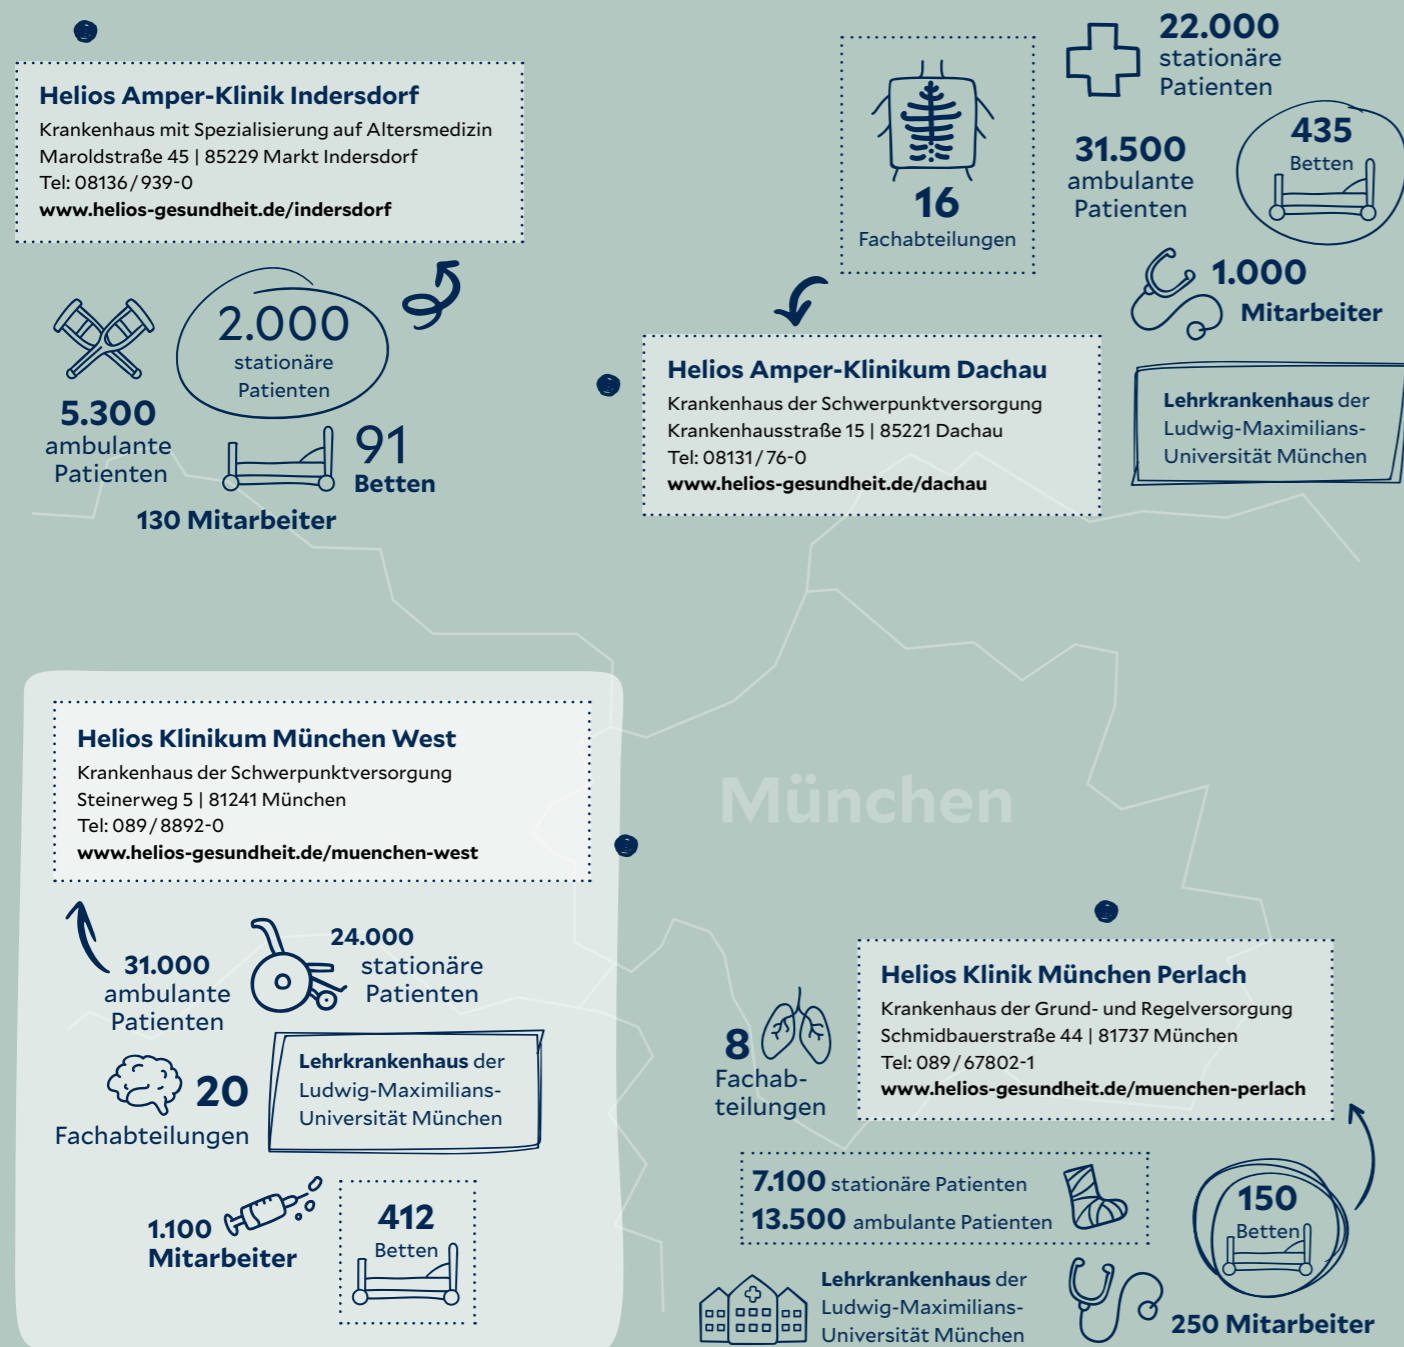 Helios Amper-Klinik Indersdorf
Krankenhaus mit Spezialisierung auf Altersmedizin
Maroldstraße 45 | 85229 Markt Indersdorf
Tel: 08136/939-0
www.helios-gesundheit.de/indersdorf
2.000
stationäre
Patienten
5.300
ambulante
Patienten
91
Betten
130 Mitarbeiter
16
Fachabteilungen
22.000
stationäre
Patienten
31.500
ambulante
Patienten
435
Betten
1.000
Mitarbeiter
Helios Amper-Klinikum Dachau
Krankenhaus der Schwerpunktversorgung
Krankenhausstraße 15 | 85221 Dachau
Tel: 08131/76-0
www.helios-gesundheit.de/dachau
Lehrkrankenhaus der
Ludwig-Maximilians-
Universität München
München
Helios Klinikum München West
Krankenhaus der Schwerpunktversorgung
Steinerweg 5 | 81241 München
Tel: 089/8892-0
www.helios-gesundheit.de/muenchen-west
31.000
ambulante
Patienten
24.000
stationäre
Patienten
20
Fachabteilungen
Lehrkrankenhaus der
Ludwig-Maximilians-
Universität München
1.100
Mitarbeiter
412
Betten
Helios Klinik München Perlach
Krankenhaus der Grund- und Regelversorgung
Schmidbauerstraße 44 | 81737 München
Tel: 089/67802-1
www.helios-gesundheit.de/muenchen-perlach
8
Fachab-
teilungen
7.100 stationäre Patienten
13.500 ambulante Patienten
150
Betten
Lehrkrankenhaus der
Ludwig-Maximilians-
Universität München
250 Mitarbeiter